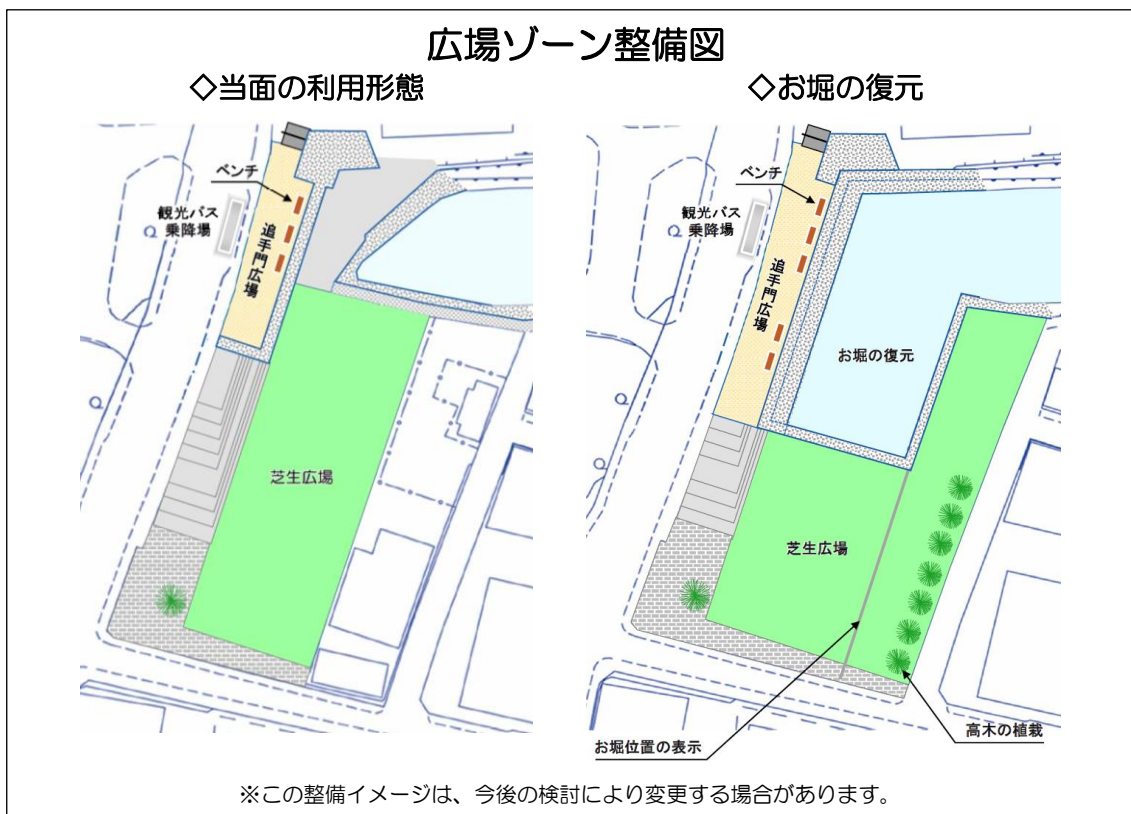 広場ゾーン整備図
◇当面の利用形態
ベンチ
観光バス
乗降場
追手門広場
芝生広場
◇お堀の復元
ベンチ
観光バス
乗降場
追手門広場
お堀の復元
芝生広場
お堀位置の表示
高木の植栽
※この整備イメージは、今後の検討により変更する場合があります。